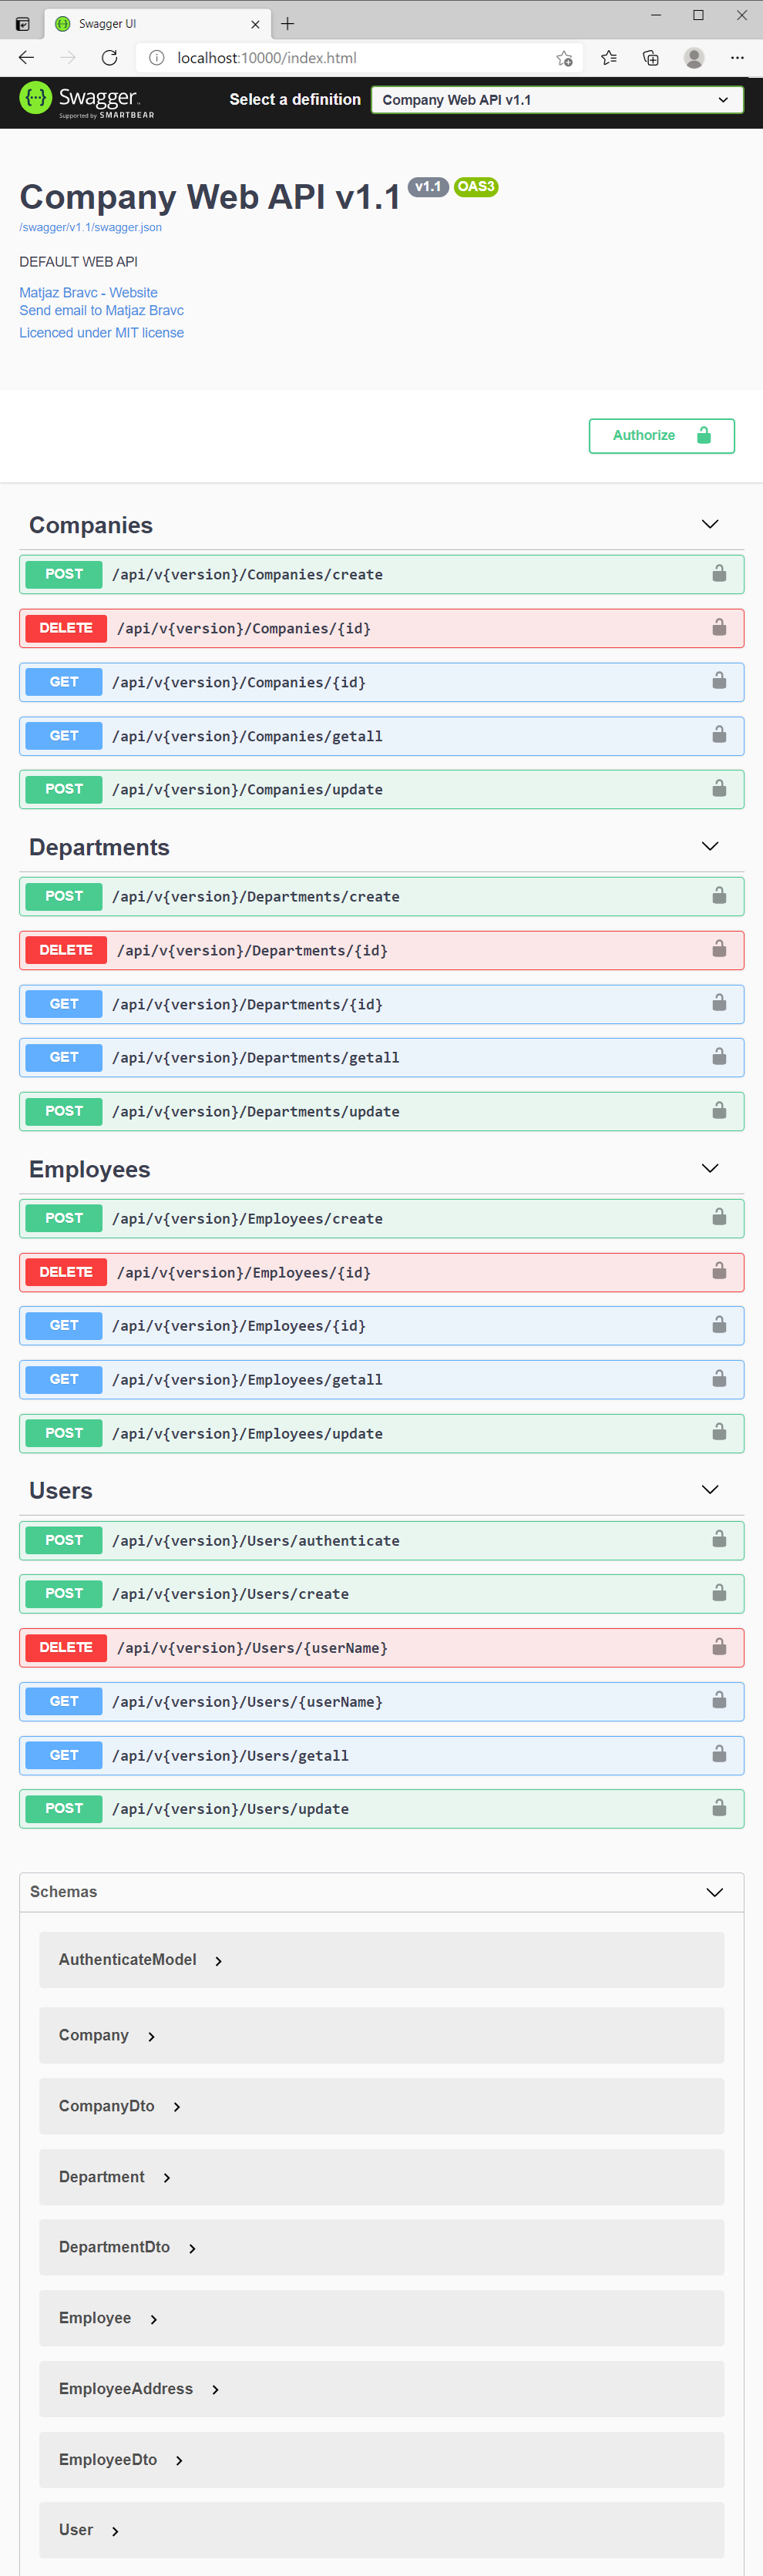 Swagger UI
localhost:10000/index.html
Swagger
Supported by SMARTBEAR
Select a definition
Company Web API v1.1
Company Web API v1.1 v1.1 OAS3
/swagger/v1.1/swagger.json
DEFAULT WEB API
Matjaz Bravc - Website
Send email to Matjaz Bravc
Licenced under MIT license
Authorize
Companies
POST /api/v{version}/Companies/create
DELETE /api/v{version}/Companies/{id}
GET /api/v{version}/Companies/{id}
GET /api/v{version}/Companies/getall
POST /api/v{version}/Companies/update
Departments
POST /api/v{version}/Departments/create
DELETE /api/v{version}/Departments/{id}
GET /api/v{version}/Departments/{id}
GET /api/v{version}/Departments/getall
POST /api/v{version}/Departments/update
Employees
POST /api/v{version}/Employees/create
DELETE /api/v{version}/Employees/{id}
GET /api/v{version}/Employees/{id}
GET /api/v{version}/Employees/getall
POST /api/v{version}/Employees/update
Users
POST /api/v{version}/Users/authenticate
POST /api/v{version}/Users/create
DELETE /api/v{version}/Users/{userName}
GET /api/v{version}/Users/{userName}
GET /api/v{version}/Users/getall
POST /api/v{version}/Users/update
Schemas
AuthenticateModel
Company
CompanyDto
Department
DepartmentDto
Employee
EmployeeAddress
EmployeeDto
User